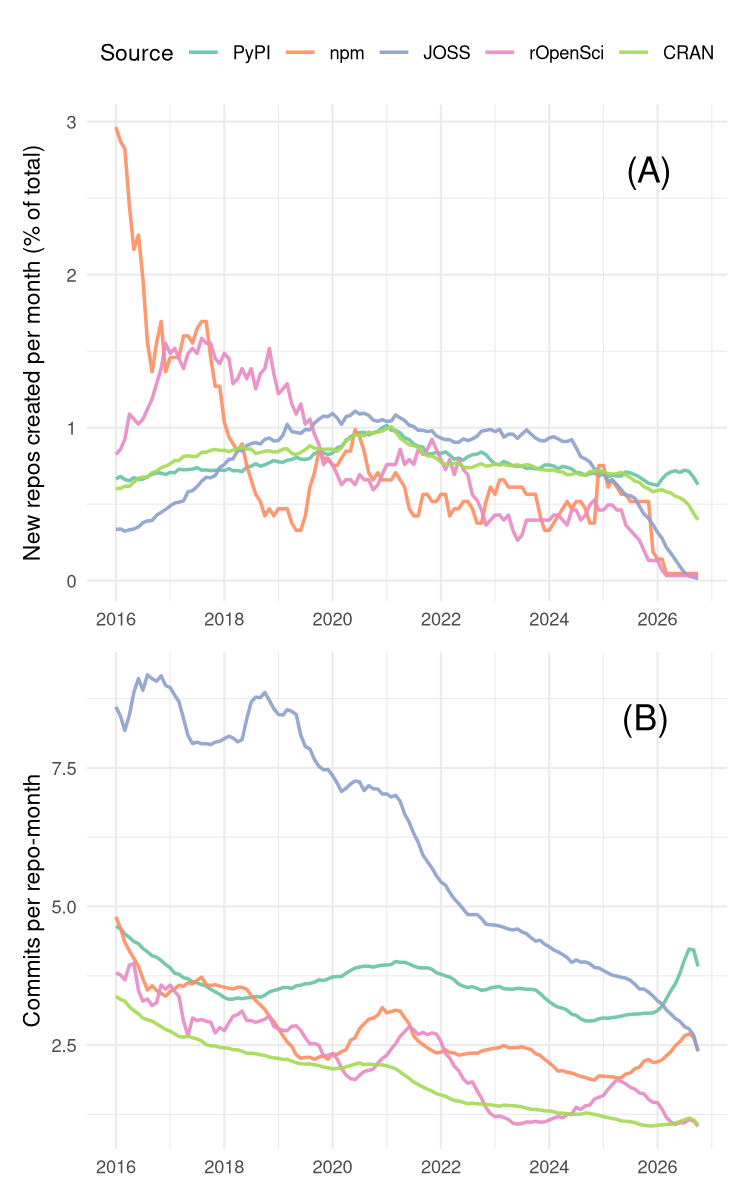 Source PyPI npm JOSS rOpenSci CRAN
New repos created per month (% of total)
(A)
3
2
1
0
2016 2018 2020 2022 2024 2026
Commits per repo-month
(B)
7.5
5.0
2.5
2016 2018 2020 2022 2024 2026